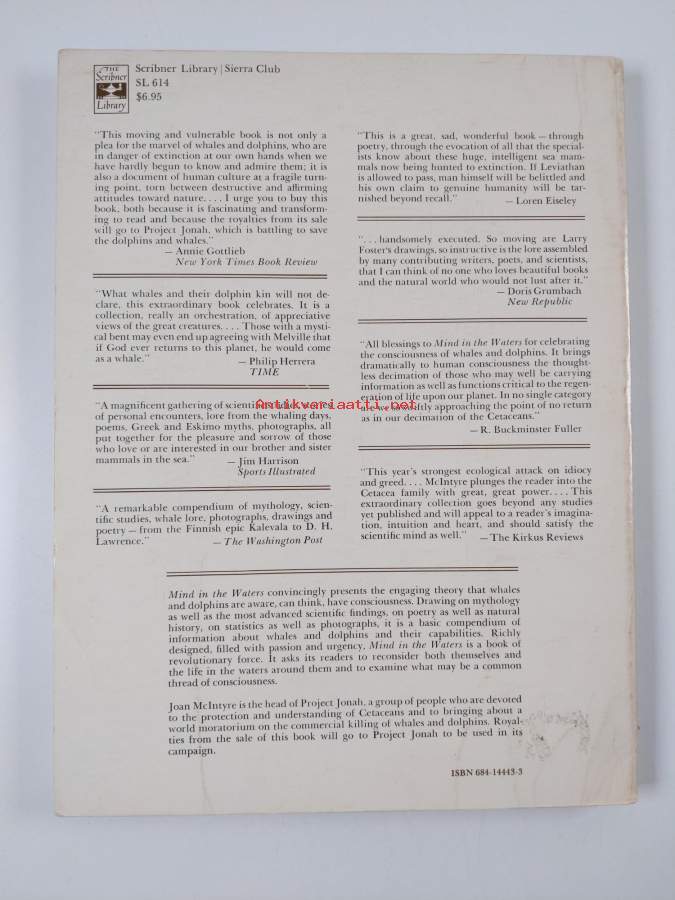 THE
Scribner
Library
Scribner Library | Sierra Club
SL 614
$6.95
"This moving and vulnerable book is not only a
plea for the marvel of whales and dolphins, who are
in danger of extinction at our own hands when we
have hardly begun to know and admire them; it is
also a document of human culture at a fragile turn-
ing point, torn between destructive and affirming
attitudes toward nature. . . . I urge you to buy this
book, both because it is fascinating and transform-
ing to read and because the royalties from its sale
will go to Project Jonah, which is battling to save
the dolphins and whales."
— Annie Gottlieb
New York Times Book Review
"What whales and their dolphin kin will not de-
clare, this extraordinary book celebrates. It is a
collection, really an orchestration, of appreciative
views of the great creatures. . . . Those with a mysti-
cal bent may even end up agreeing with Melville that
if God ever returns to this planet, he would come
as a whale."
— Philip Herrera
TIME
"A magnificent gathering of scientific studies, stories
of personal encounters, lore from the whaling days,
poems, Greek and Eskimo myths, photographs, all
put together for the pleasure and sorrow of those
who love or are interested in our brother and sister
mammals in the sea."
— Jim Harrison
Sports Illustrated
"A remarkable compendium of mythology, scien-
tific studies, whale lore, photographs, drawings and
poetry — from the Finnish epic Kalevala to D. H.
Lawrence."
— The Washington Post
"This is a great, sad, wonderful book — through
poetry, through the evocation of all that the special-
ists know about these huge, intelligent sea mam-
mals now being hunted to extinction. If Leviathan
is allowed to pass, man himself will be belittled and
his own claim to genuine humanity will be tar-
nished beyond recall."
— Loren Eiseley
". . . handsomely executed. So moving are Larry
Foster's drawings, so instructive is the lore assembled
by many contributing writers, poets, and scientists,
that I can think of no one who loves beautiful books
and the natural world who would not lust after it."
— Doris Grumbach
New Republic
"All blessings to Mind in the Waters for celebrating
the consciousness of whales and dolphins. It brings
dramatically to human consciousness the thought-
less decimation of those who may well be carrying
information as well as functions critical to the regen-
eration of life upon our planet. In no single category
are we as swiftly approaching the point of no return
as in our decimation of the Cetaceans."
— R. Buckminster Fuller
"This year's strongest ecological attack on idiocy
and greed. . . . McIntyre plunges the reader into the
Cetacea family with great, great power. . . . This
extraordinary collection goes beyond any studies
yet published and will appeal to a reader's imagina-
tion, intuition and heart, and should satisfy the
scientific mind as well."
— The Kirkus Reviews
Antikvariaatti.net
Mind in the Waters convincingly presents the engaging theory that whales
and dolphins are aware, can think, have consciousness. Drawing on mythology
as well as the most advanced scientific findings, on poetry as well as natural
history, on statistics as well as photographs, it is a basic compendium of
information about whales and dolphins and their capabilities. Richly
designed, filled with passion and urgency, Mind in the Waters is a book of
revolutionary force. It asks its readers to reconsider both themselves and
the life in the waters around them and to examine what may be a common
thread of consciousness.
Joan McIntyre is the head of Project Jonah, a group of people who are devoted
to the protection and understanding of Cetaceans and to bringing about a
world moratorium on the commercial killing of whales and dolphins. Royal-
ties from the sale of this book will go to Project Jonah to be used in its
campaign.
ISBN 684-14443-3